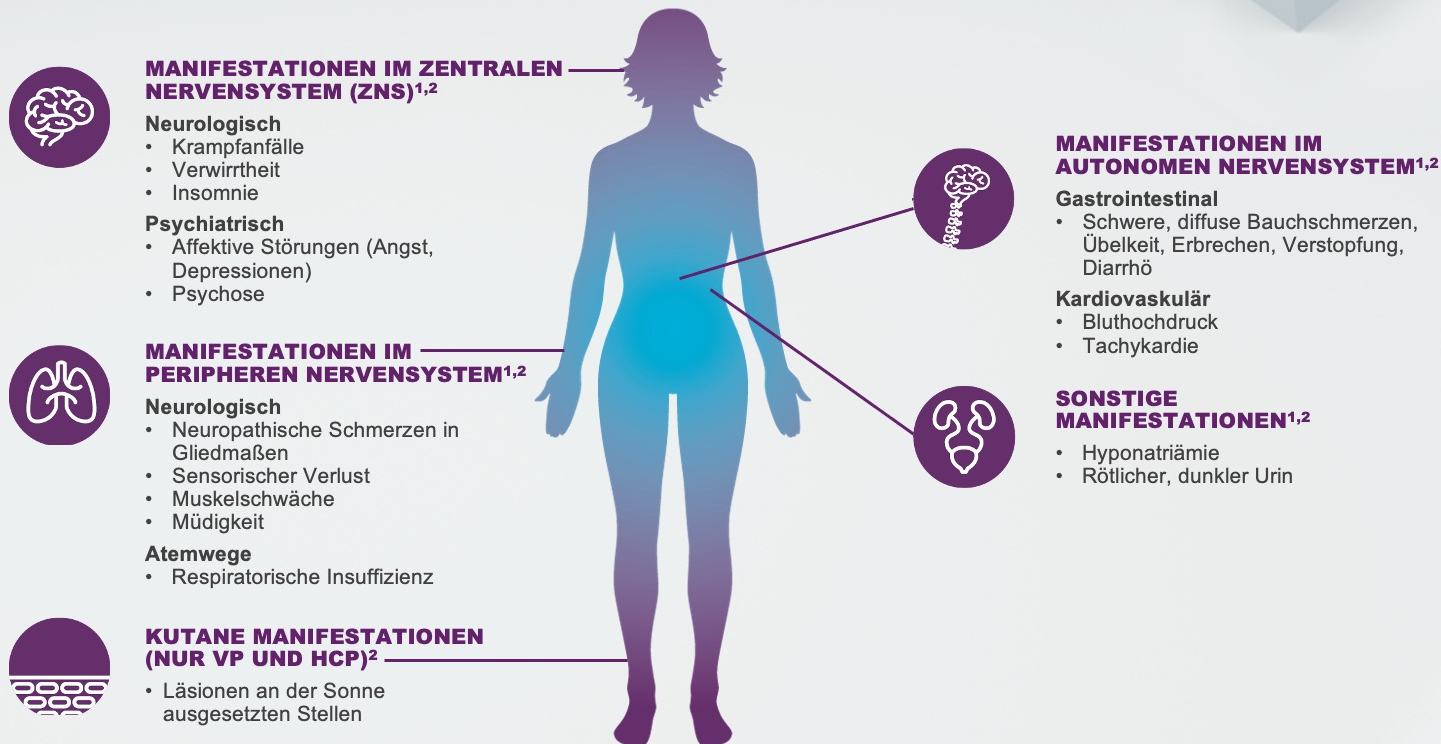 MANIFESTATIONEN IM ZENTRALEN
NERVENSYSTEM (ZNS)¹,²
Neurologisch
• Krampfanfälle
• Verwirrtheit
• Insomnie
Psychiatrisch
• Affektive Störungen (Angst,
Depressionen)
• Psychose
MANIFESTATIONEN IM
PERIPHEREN NERVENSYSTEM¹,²
Neurologisch
• Neuropathische Schmerzen in
Gliedmaßen
• Sensorischer Verlust
• Muskelschwäche
• Müdigkeit
Atemwege
• Respiratorische Insuffizienz
KUTANE MANIFESTATIONEN
(NUR VP UND HCP)²
• Läsionen an der Sonne
ausgesetzten Stellen
MANIFESTATIONEN IM
AUTONOMEN NERVENSYSTEM¹,²
Gastrointestinal
• Schwere, diffuse Bauchschmerzen,
Übelkeit, Erbrechen, Verstopfung,
Diarrhö
Kardiovaskulär
• Bluthochdruck
• Tachykardie
SONSTIGE
MANIFESTATIONEN¹,²
• Hyponatriämie
• Rötlicher, dunkler Urin